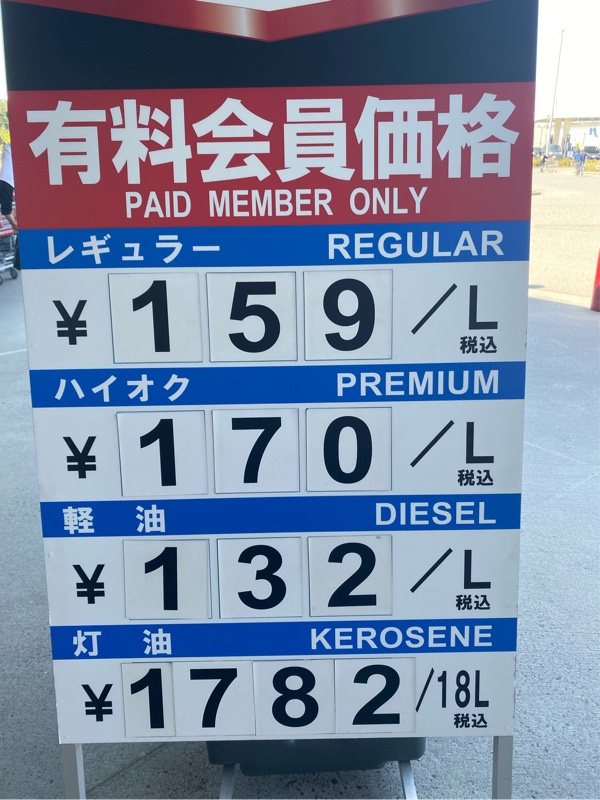 有料会員価格
PAID MEMBER ONLY
レギュラー REGULAR
¥159/L
税込
ハイオク PREMIUM
¥170/L
税込
軽油 DIESEL
¥132/L
税込
灯油 KEROSENE
¥1782/18L
税込